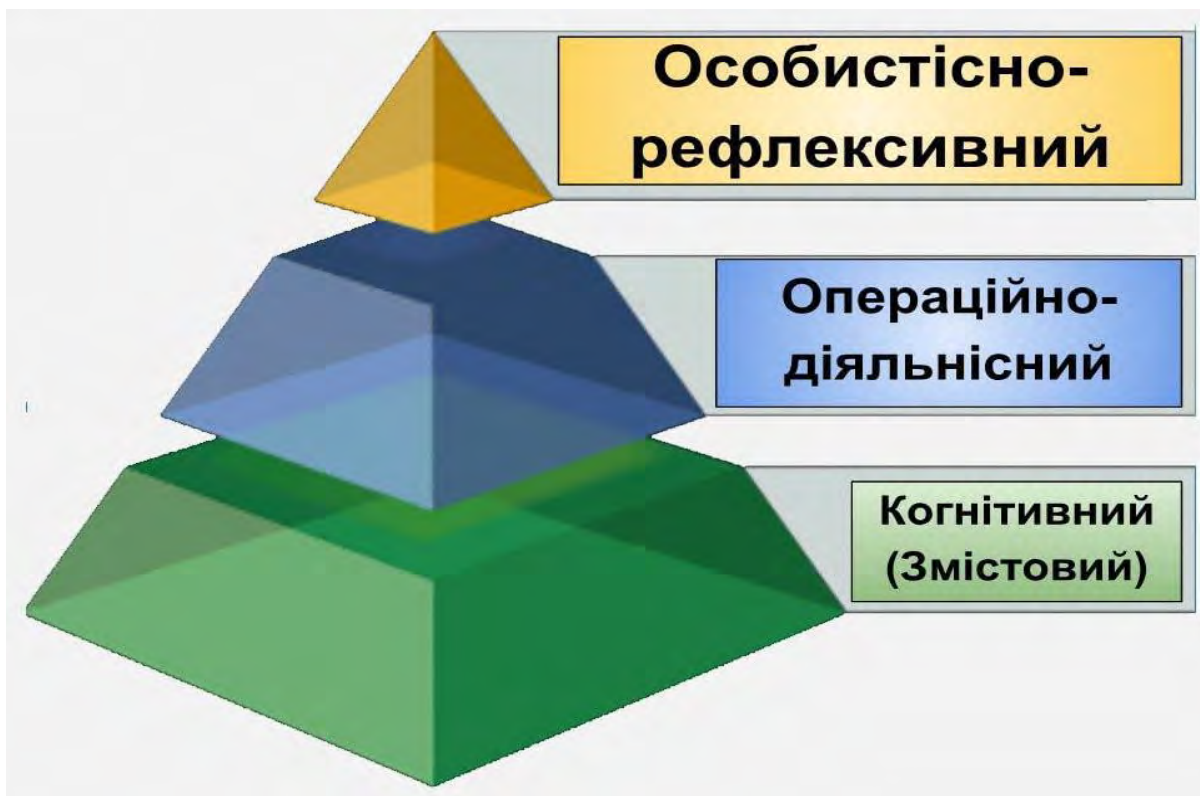 Особистісно-
рефлексивний
Операційно-
діяльнісний
Когнітивний
(Змістовий)